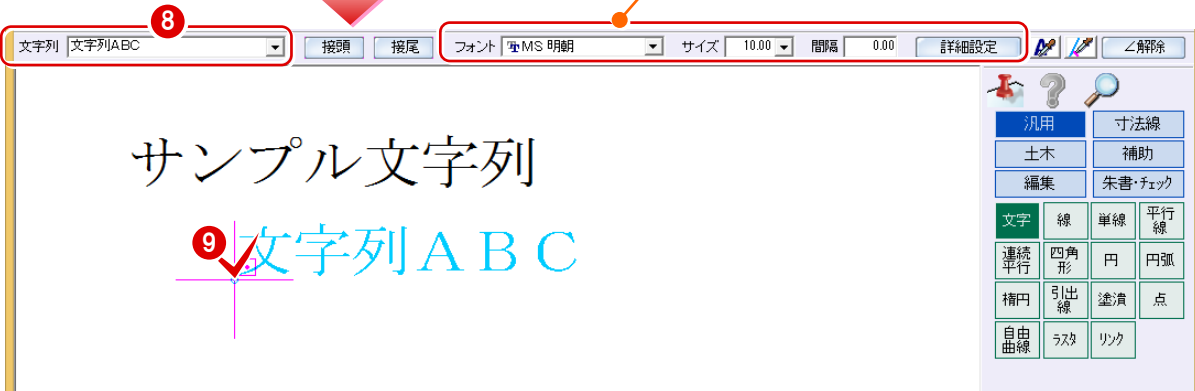 8
文字列 文字列ABC 接頭 接尾 フォント MS 明朝 サイズ 10.00 間隔 0.00 詳細設定 ∠解除
サンプル文字列
9 文字列ABC
汎用 寸法線
土木 補助
編集 朱書・チェック
文字 線 単線 平行線
連続平行 四角形 円 円弧
楕円 引出線 塗潰 点
自由曲線 ラスタ リンク